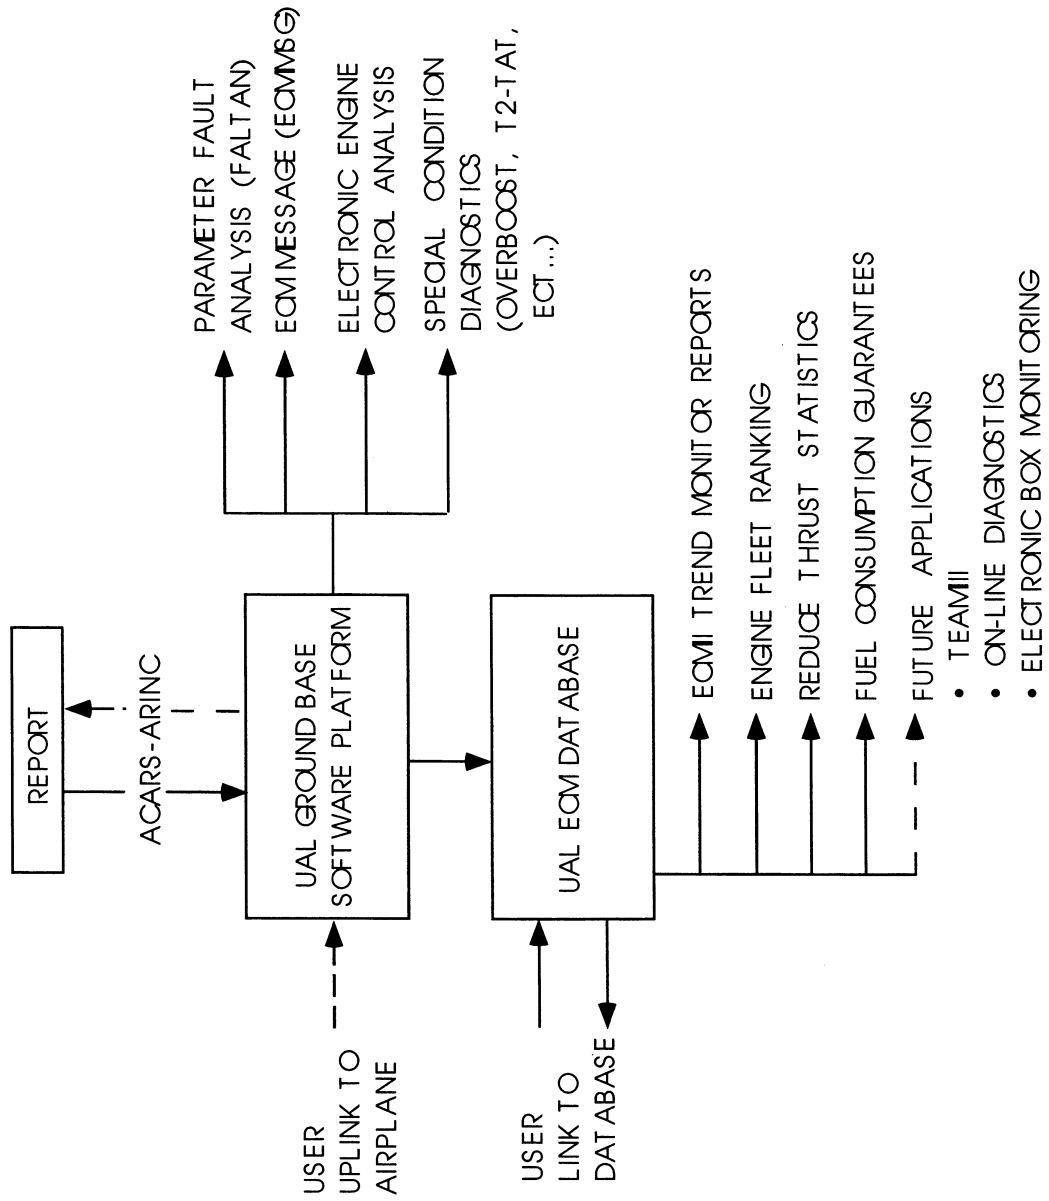 REPORT
ACARS-ARINC
UAL GROUND BASE
SOFTWARE PLATFORM
USER
UPLINK TO
AIRPLANE
PARAMETER FAULT
ANALYSIS (FALTAN)
ECM MESSAGE (ECMMSG)
ELECTRONIC ENGINE
CONTROL ANALYSIS
SPECIAL CONDITION
DIAGNOSTICS
(OVERBOOST, T2-TAT,
ECT...)
UAL ECM DATABASE
USER
LINK TO
DATABASE
ECMII TREND MONITOR REPORTS
ENGINE FLEET RANKING
REDUCE THRUST STATISTICS
FUEL CONSUMPTION GUARANTEES
FUTURE APPLICATIONS
• TEAMIII
• ON-LINE DIAGNOSTICS
• ELECTRONIC BOX MONITORING